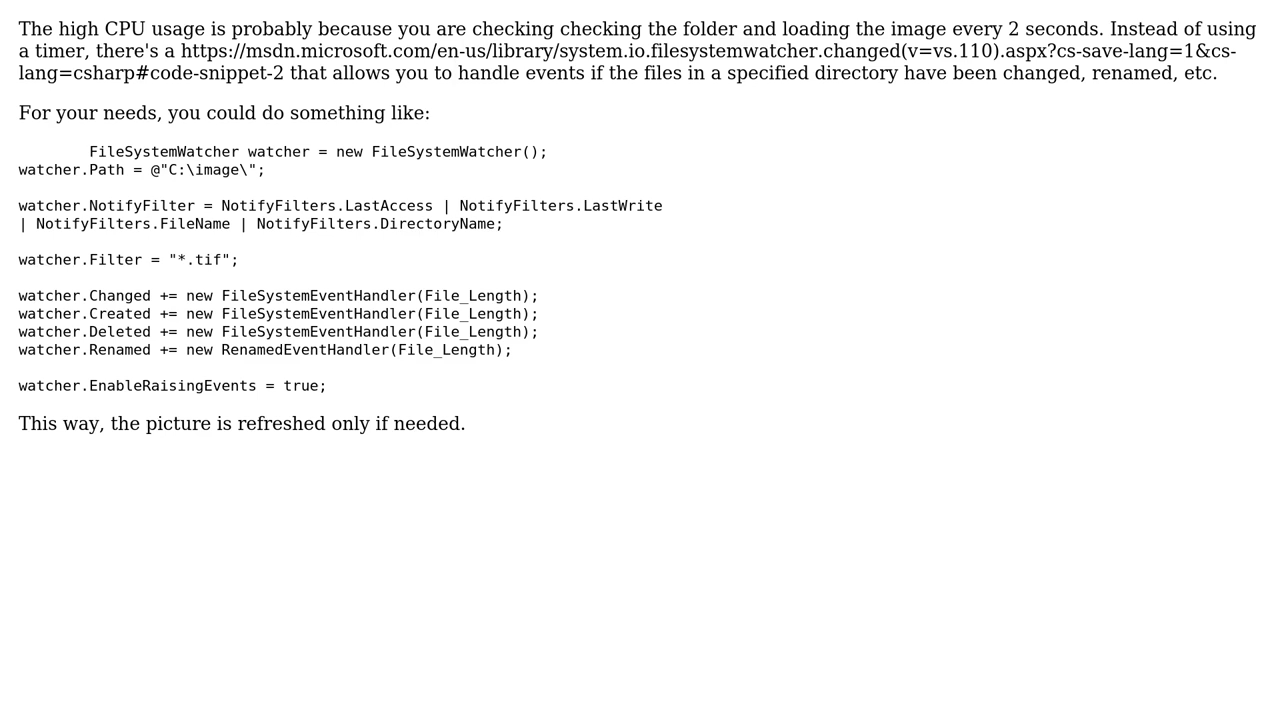 The high CPU usage is probably because you are checking checking the folder and loading the image every 2 seconds. Instead of using
a timer, there's a https://msdn.microsoft.com/en-us/library/system.io.filesystemwatcher.changed(v=vs.110).aspx?cs-save-lang=1&cs-
lang=csharp#code-snippet-2 that allows you to handle events if the files in a specified directory have been changed, renamed, etc.
For your needs, you could do something like:
FileSystemWatcher watcher = new FileSystemWatcher();
watcher.Path = @"C:\image\";
watcher.NotifyFilter = NotifyFilters.LastAccess | NotifyFilters.LastWrite
| NotifyFilters.FileName | NotifyFilters.DirectoryName;
watcher.Filter = "*.tif";
watcher.Changed += new FileSystemEventHandler(File_Length);
watcher.Created += new FileSystemEventHandler(File_Length);
watcher.Deleted += new FileSystemEventHandler(File_Length);
watcher.Renamed += new RenamedEventHandler(File_Length);
watcher.EnableRaisingEvents = true;
This way, the picture is refreshed only if needed.